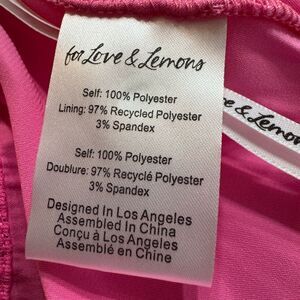 for Love & Lemons
Self: 100% Polyester
Lining: 97% Recycled Polyester
3% Spandex
Self: 100% Polyester
Doublure: 97% Recyclé Polyester
3% Spandex
Designed In Los Angeles
Assembled In China
Conçu à Los Angeles
Assemblé en Chine
e & Lemon